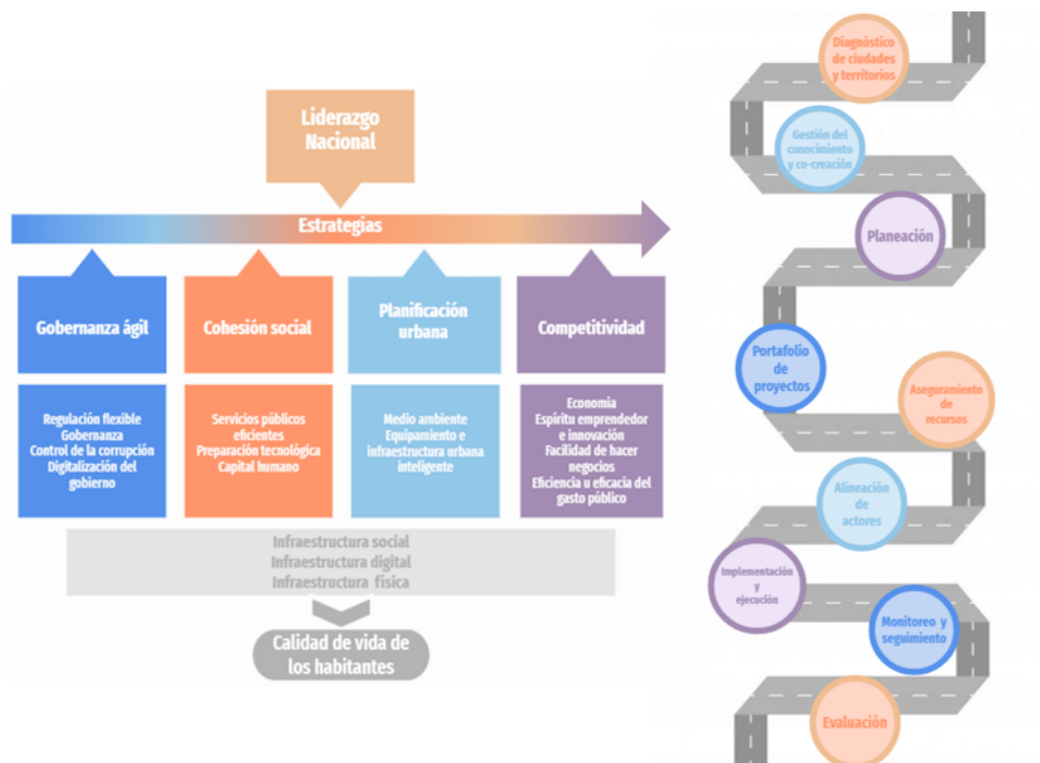 Liderazgo
Nacional
Estrategias
Gobernanza ágil
Cohesión social
Planificación
urbana
Competitividad
Regulación flexible
Gobernanza
Control de la corrupción
Digitalización del
gobierno
Servicios públicos
eficientes
Preparación tecnológica
Capital humano
Medio ambiente
Equipamiento e
infraestructura urbana
inteligente
Economia
Espíritu emprendedor
e innovación
Facilidad de hacer
negocios
Eficiencia u eficacia del
gasto público
Infraestructura social
Infraestructura digital
Infraestructura física
Calidad de vida de
los habitantes
Diagnóstico
de ciudades
y territorios
Gestión del
conocimiento
y co-creación
Planeación
Portafolio
de
proyectos
Aseguramiento
de
recursos
Alineación
de
actores
Implementación
y
ejecución
Monitoreo y
seguimiento
Evaluación